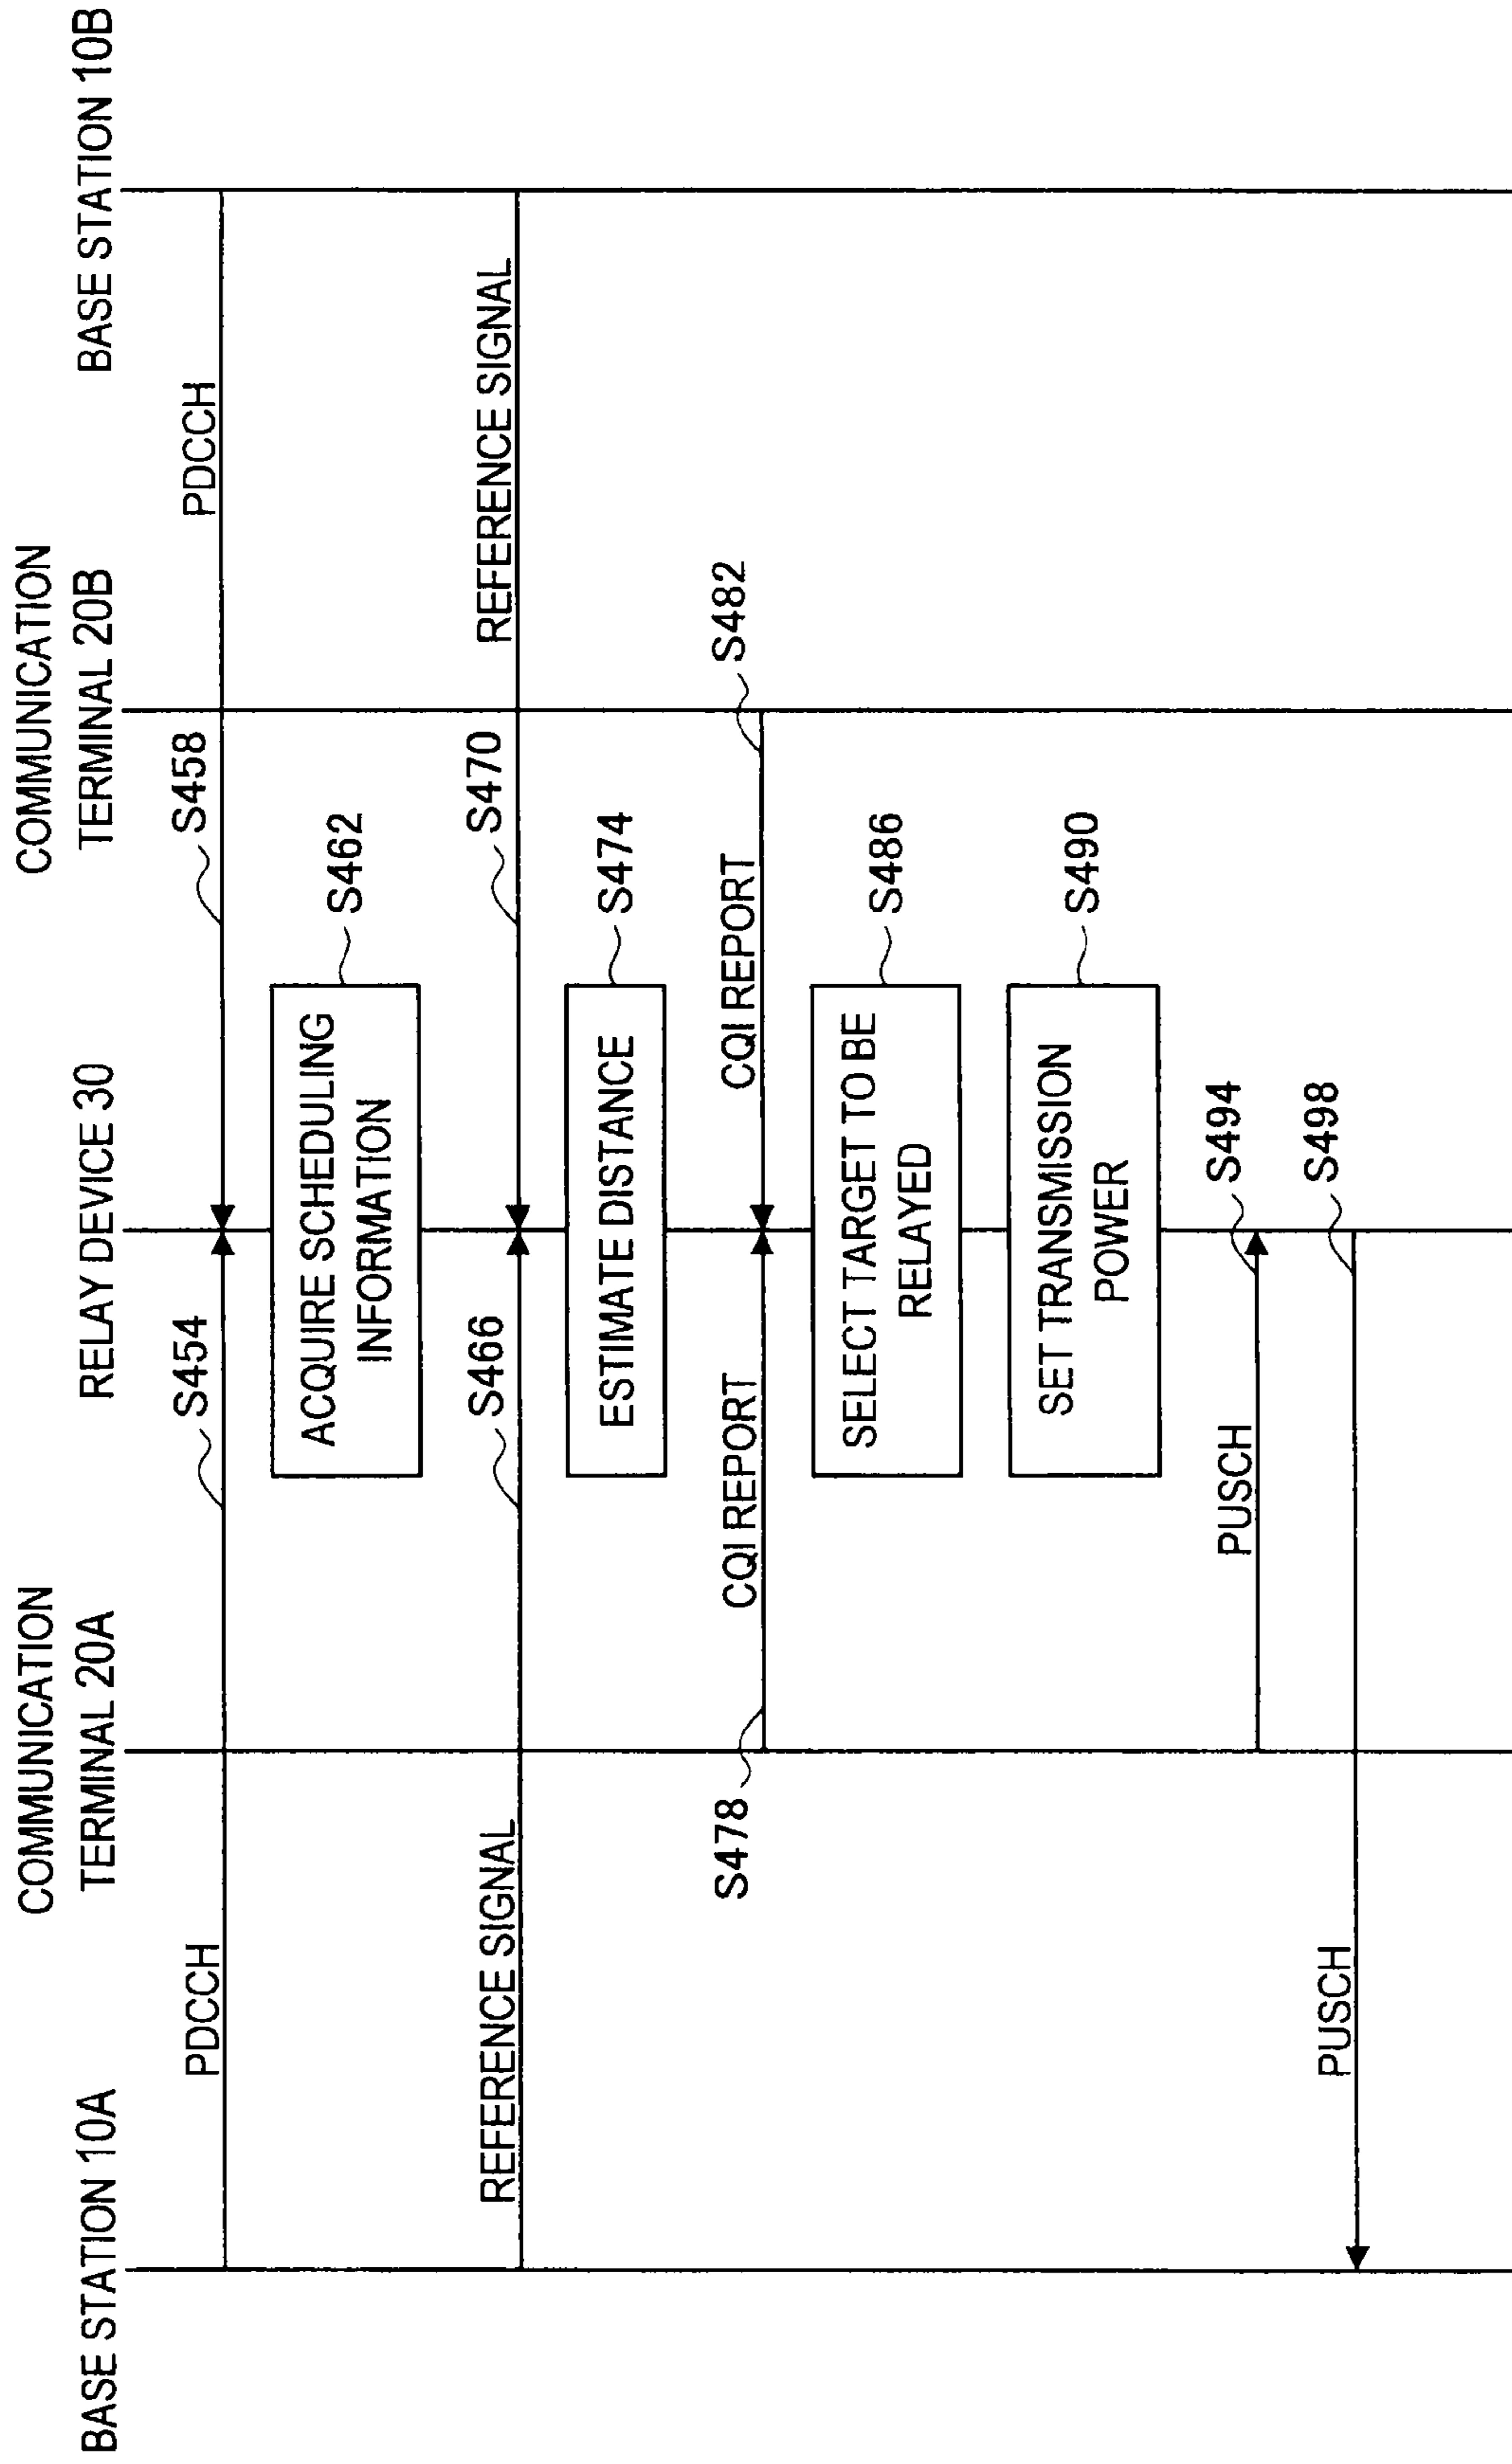 BASE STATION 10A
COMMUNICATION
TERMINAL 20A
RELAY DEVICE 30
COMMUNICATION
TERMINAL 20B
BASE STATION 10B
PDCCH
S454
S458
PDCCH
ACQUIRE SCHEDULING
INFORMATION
S462
REFERENCE SIGNAL
S466
S470
REFERENCE SIGNAL
ESTIMATE DISTANCE
S474
S478
CQI REPORT
CQI REPORT
S482
SELECT TARGET TO BE
RELAYED
S486
SET TRANSMISSION
POWER
S490
PUSCH
S494
PUSCH
S498